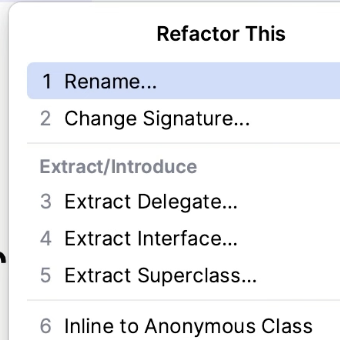 Refactor This
1 Rename...
2 Change Signature...
Extract/Introduce
3 Extract Delegate...
4 Extract Interface...
5 Extract Superclass...
6 Inline to Anonymous Class